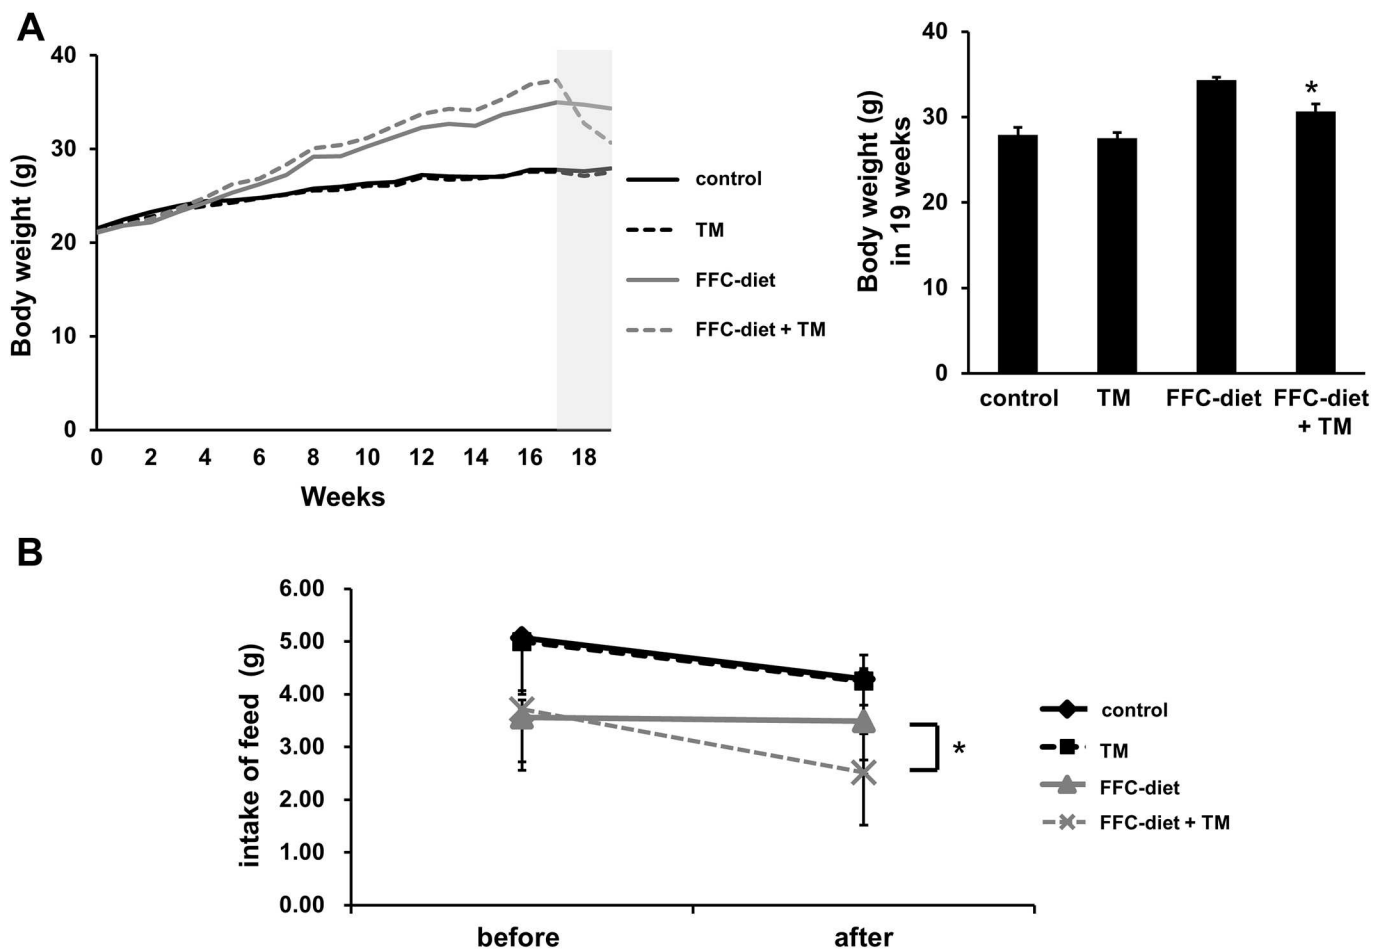 A
40
30
20
10
0
Body weight (g)
0 2 4 6 8 10 12 14 16 18
Weeks
control
TM
FFC-diet
FFC-diet + TM
40
30
20
10
0
Body weight (g)
in 19 weeks
*
control TM FFC-diet FFC-diet
+ TM
B
6.00
5.00
4.00
3.00
2.00
1.00
0.00
intake of feed (g)
before after
*
control
TM
FFC-diet
FFC-diet + TM